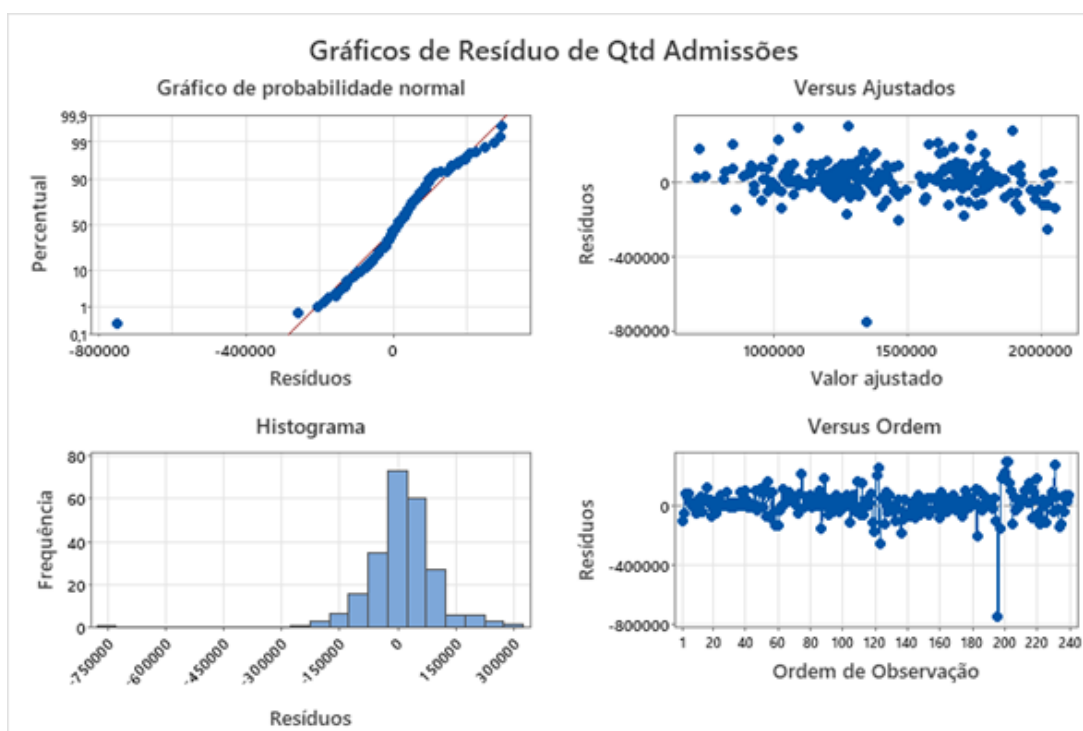 Gráficos de Resíduo de Qtd Admissões
Gráfico de probabilidade normal
99,9
99
90
50
10
1
0,1
Percentual
-800000 -400000 0
Resíduos
Versus Ajustados
0
-400000
-800000
Resíduos
1000000 1500000 2000000
Valor ajustado
Histograma
80
60
40
20
0
Frequência
-750000 -600000 -450000 -300000 -150000 0 150000 300000
Resíduos
Versus Ordem
0
-400000
-800000
Resíduos
1 20 40 60 80 100 120 140 160 180 200 220 240
Ordem de Observação